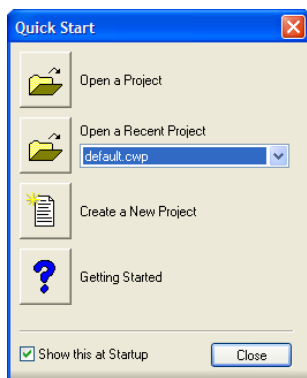 Quick Start
Open a Project
Open a Recent Project
default.cwp
Create a New Project
Getting Started
Show this at Startup
Close